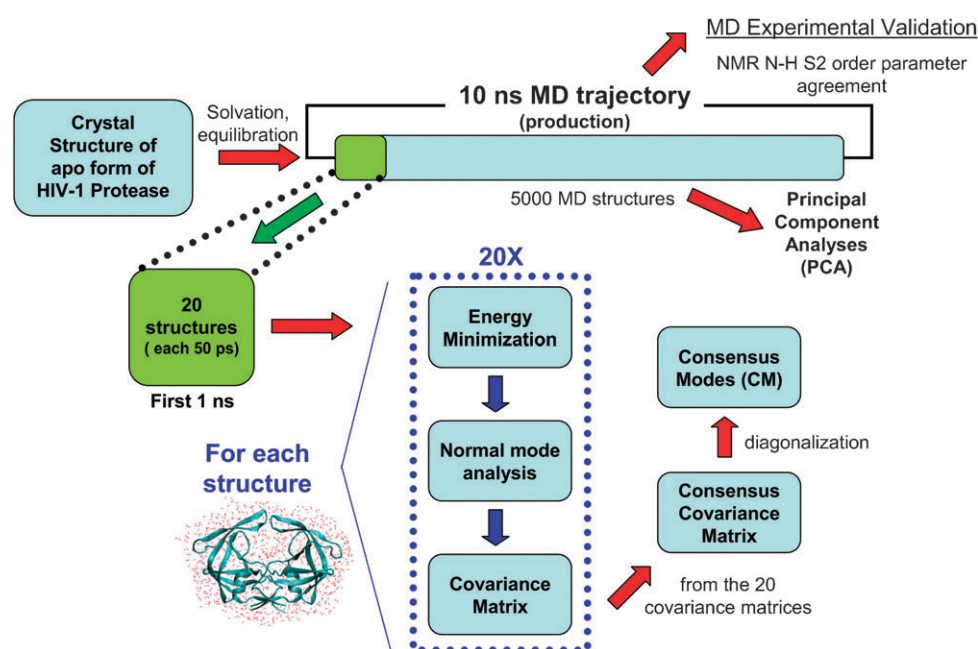 MD Experimental Validation
NMR N-H S2 order parameter
agreement
10 ns MD trajectory
(production)
Solvation,
equilibration
Crystal
Structure of
apo form of
HIV-1 Protease
5000 MD structures
Principal
Component
Analyses
(PCA)
20
structures
( each 50 ps)
First 1 ns
20X
Energy
Minimization
Normal mode
analysis
Covariance
Matrix
For each
structure
Consensus
Modes (CM)
diagonalization
Consensus
Covariance
Matrix
from the 20
covariance matrices